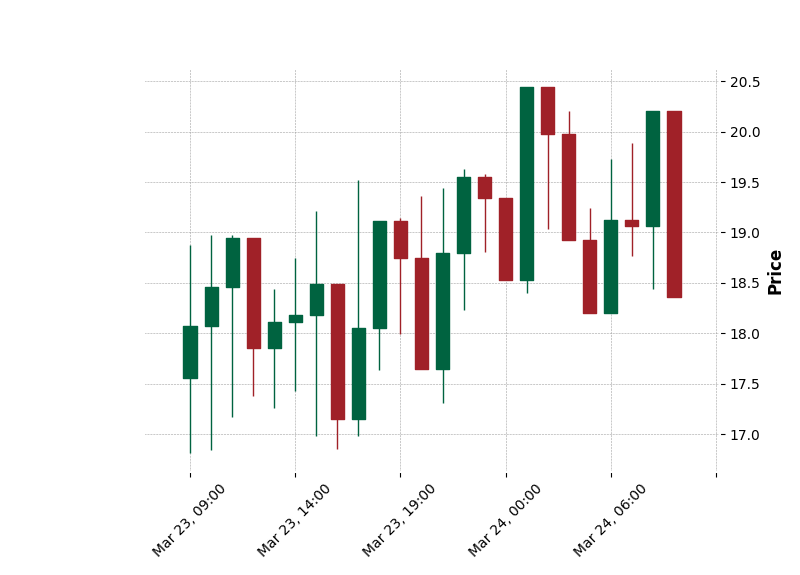 20.5
20.0
19.5
19.0
18.5
18.0
17.5
17.0
Price
Mar 23, 09:00
Mar 23, 14:00
Mar 23, 19:00
Mar 24, 00:00
Mar 24, 06:00